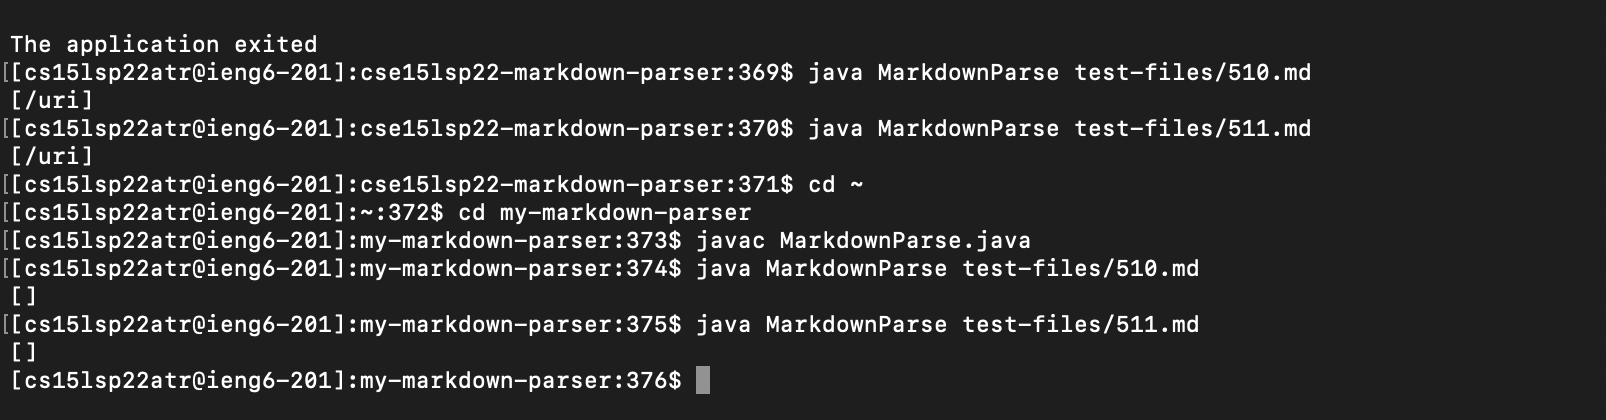 The application exited
[[cs15lsp22atr@ieng6-201]:cse15lsp22-markdown-parser:369$ java MarkdownParse test-files/510.md
[/uri]
[[cs15lsp22atr@ieng6-201]:cse15lsp22-markdown-parser:370$ java MarkdownParse test-files/511.md
[/uri]
[[cs15lsp22atr@ieng6-201]:cse15lsp22-markdown-parser:371$ cd ~
[[cs15lsp22atr@ieng6-201]:~:372$ cd my-markdown-parser
[[cs15lsp22atr@ieng6-201]:my-markdown-parser:373$ javac MarkdownParse.java
[[cs15lsp22atr@ieng6-201]:my-markdown-parser:374$ java MarkdownParse test-files/510.md
[]
[[cs15lsp22atr@ieng6-201]:my-markdown-parser:375$ java MarkdownParse test-files/511.md
[]
[cs15lsp22atr@ieng6-201]:my-markdown-parser:376$